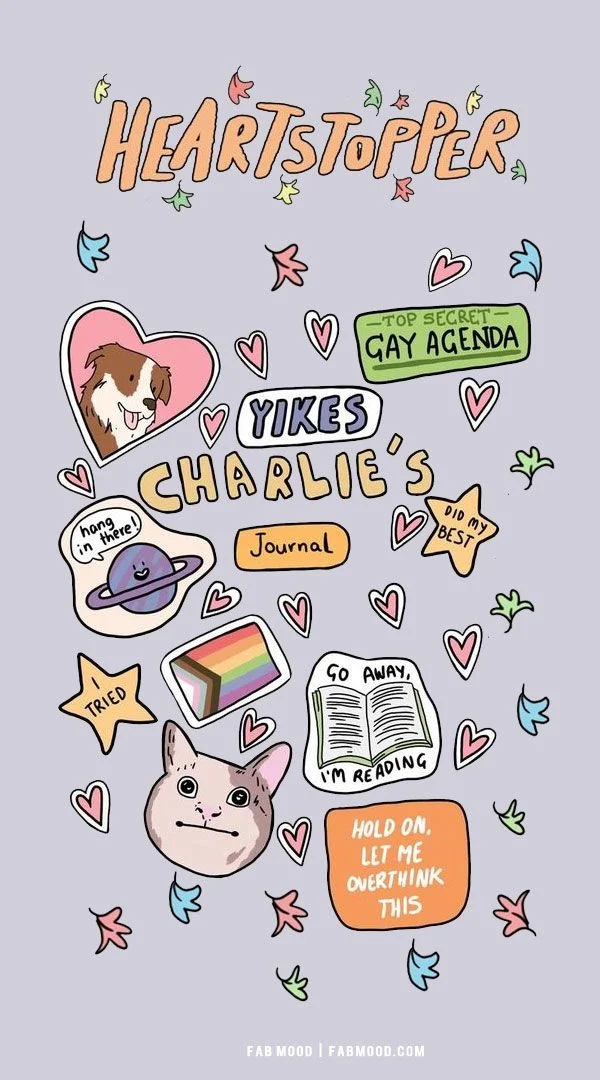 HEARTSTOPPER
—TOP SECRET—
GAY AGENDA
YIKES
CHARLIE'S
hang
in there!
Journal
DID MY
BEST
I
TRIED
GO AWAY,
I'M READING
HOLD ON,
LET ME
OVERTHINK
THIS
FAB MOOD | FABMOOD.COM